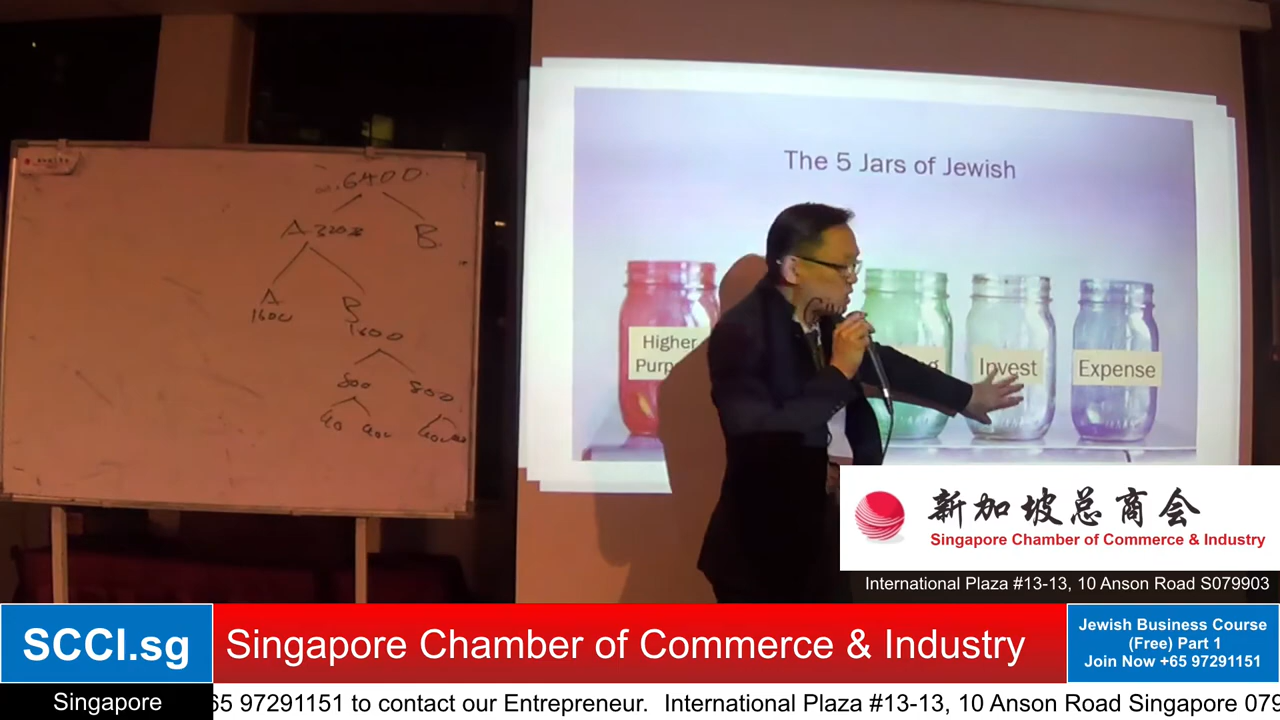 2.6400
A 3200
B
A
1600
B
1600
800
800
The 5 Jars of Jewish
Higher
Invest
Expense
新加坡总商会
Singapore Chamber of Commerce & Industry
International Plaza #13-13, 10 Anson Road S079903
SCCI.sg
Singapore Chamber of Commerce & Industry
Jewish Business Course
(Free) Part 1
Join Now +65 97291151
Singapore
65 97291151 to contact our Entrepreneur. International Plaza #13-13, 10 Anson Road Singapore 079